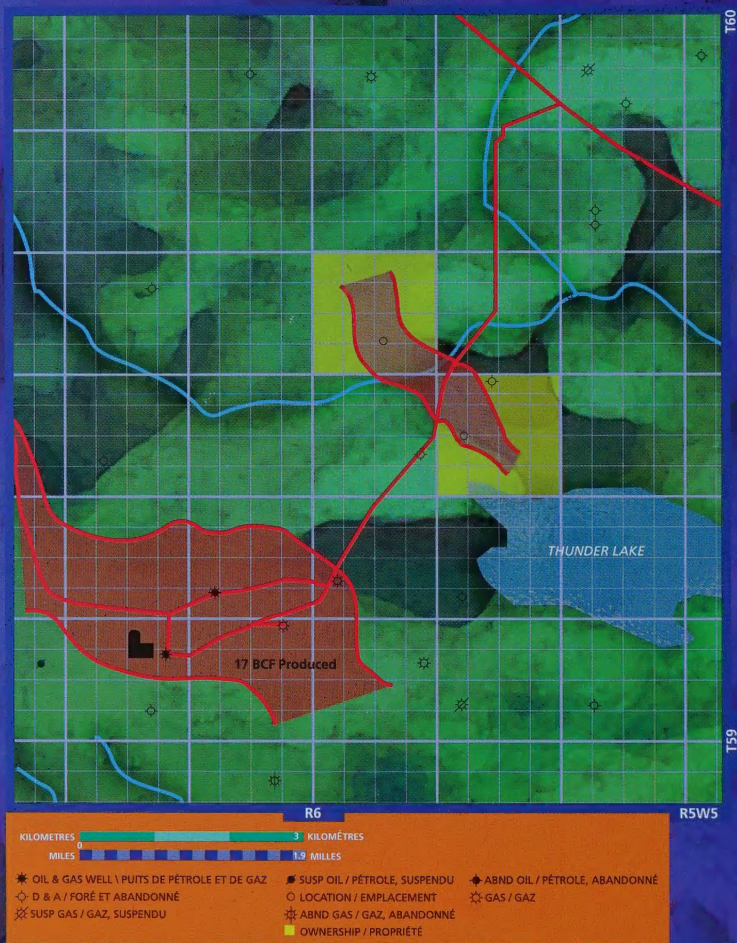 T60
THUNDER LAKE
17 BCF Produced
T59
R6
R5W5
KILOMETRES 0 3 KILOMÈTRES
MILES 1.9 MILLES
OIL & GAS WELL \ PUITS DE PÉTROLE ET DE GAZ
SUSP OIL / PÉTROLE, SUSPENDU
ABND OIL / PÉTROLE, ABANDONNÉ
D & A / FORÉ ET ABANDONNÉ
LOCATION / EMPLACEMENT
GAS / GAZ
SUSP GAS / GAZ, SUSPENDU
ABND GAS / GAZ, ABANDONNÉ
OWNERSHIP / PROPRIÉTÉ